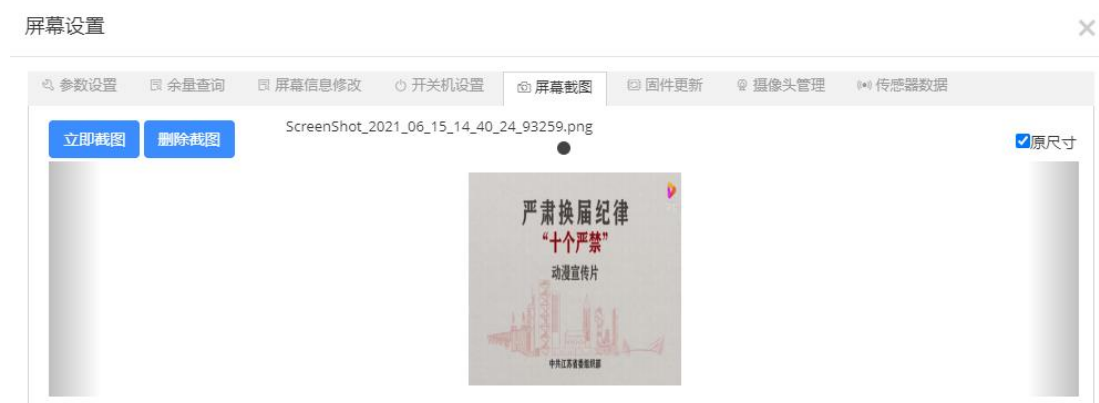 屏幕设置
参数设置 余量查询 屏幕信息修改 开关机设置 屏幕截图 固件更新 摄像头管理 传感器数据
立即截图 删除截图 ScreenShot_2021_06_15_14_40_24_93259.png
原尺寸
严肃换届纪律
“十个严禁”
动漫宣传片
中共江苏省委组织部